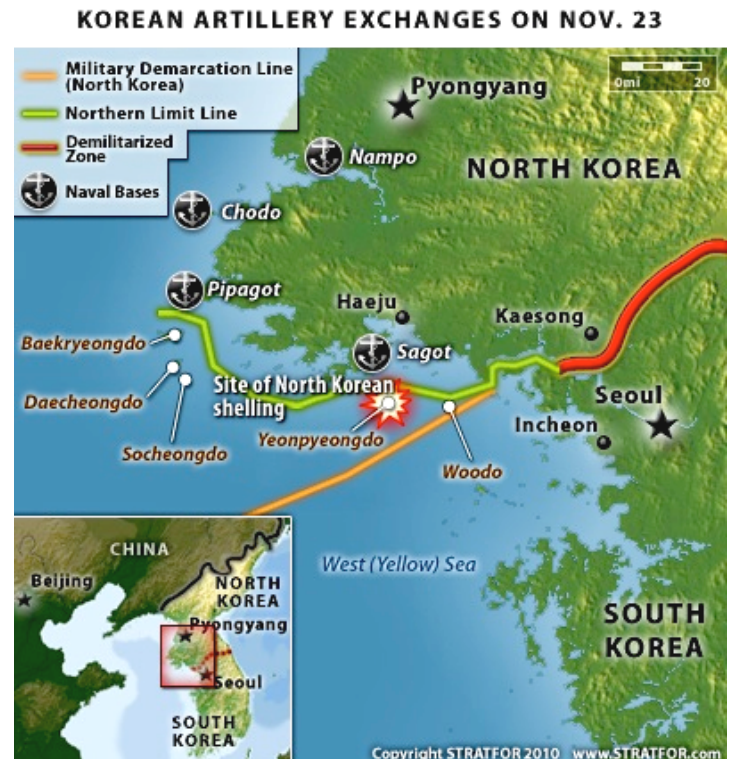 KOREAN ARTILLERY EXCHANGES ON NOV. 23
Military Demarcation Line
(North Korea)
Northern Limit Line
Demilitarized
Zone
Naval Bases
0mi 20
Pyongyang
Nampo
NORTH KOREA
Chodo
Pipagot
Haeju
Kaesong
Baekryeongdo
Sagot
Daecheongdo
Site of North Korean
shelling
Seoul
Socheongdo
Yeonpyeongdo
Incheon
Woodo
West (Yellow) Sea
SOUTH
KOREA
CHINA
Beijing
NORTH
KOREA
Pyongyang
Seoul
SOUTH
KOREA
Copyright STRATFOR 2010 www.STRATFOR.com